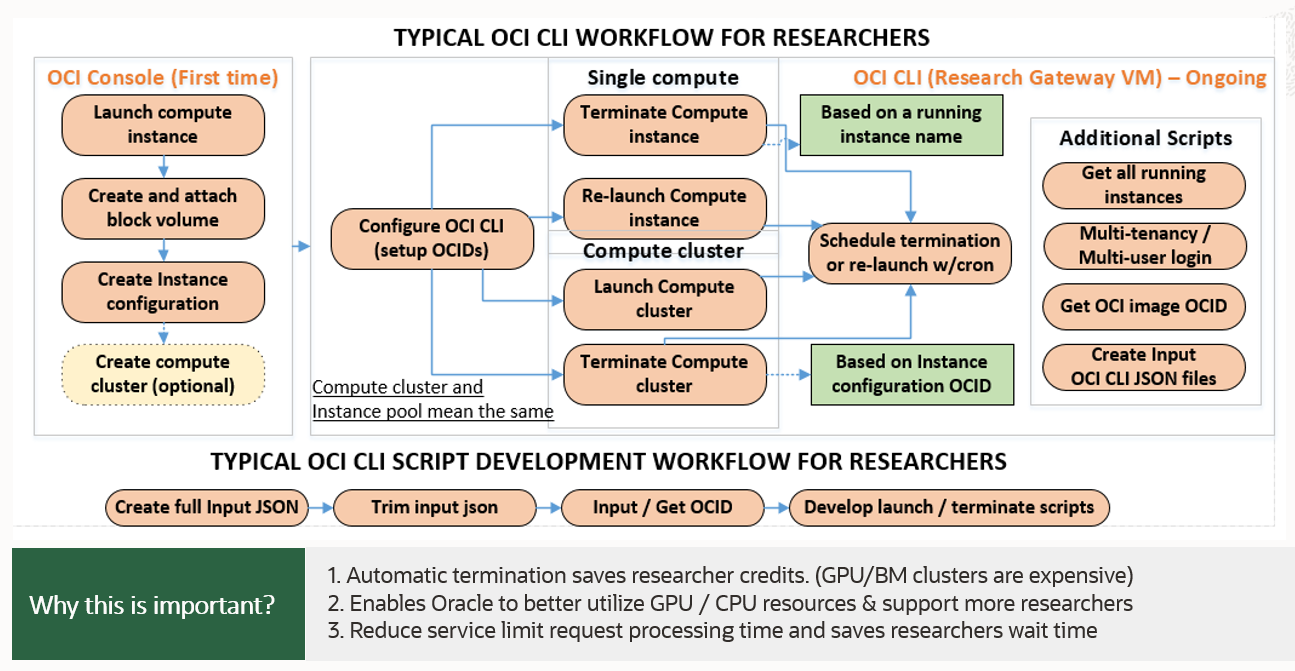 TYPICAL OCI CLI WORKFLOW FOR RESEARCHERS
OCI Console (First time)
Launch compute
instance
Create and attach
block volume
Create Instance
configuration
Create compute
cluster (optional)
Configure OCI CLI
(setup OCIDs)
Compute cluster and
Instance pool mean the same
Single compute
Terminate Compute
instance
Re-launch Compute
instance
Compute cluster
Launch Compute
cluster
Terminate Compute
cluster
OCI CLI (Research Gateway VM) – Ongoing
Based on a running
instance name
Schedule termination
or re-launch w/cron
Based on Instance
configuration OCID
Additional Scripts
Get all running
instances
Multi-tenancy /
Multi-user login
Get OCI image OCID
Create Input
OCI CLI JSON files
TYPICAL OCI CLI SCRIPT DEVELOPMENT WORKFLOW FOR RESEARCHERS
Create full Input JSON
Trim input json
Input / Get OCID
Develop launch / terminate scripts
Why this is important?
1. Automatic termination saves researcher credits. (GPU/BM clusters are expensive)
2. Enables Oracle to better utilize GPU / CPU resources & support more researchers
3. Reduce service limit request processing time and saves researchers wait time